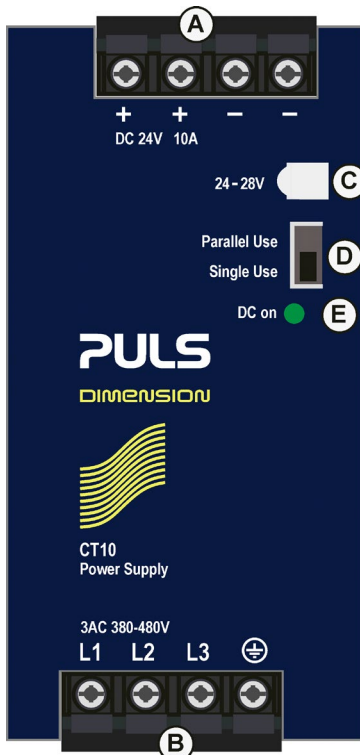 A
+ + – –
DC 24V 10A
24-28V C
Parallel Use
D
Single Use
DC on E
PULS
DIMENSION
CT10
Power Supply
3AC 380-480V
L1 L2 L3
B